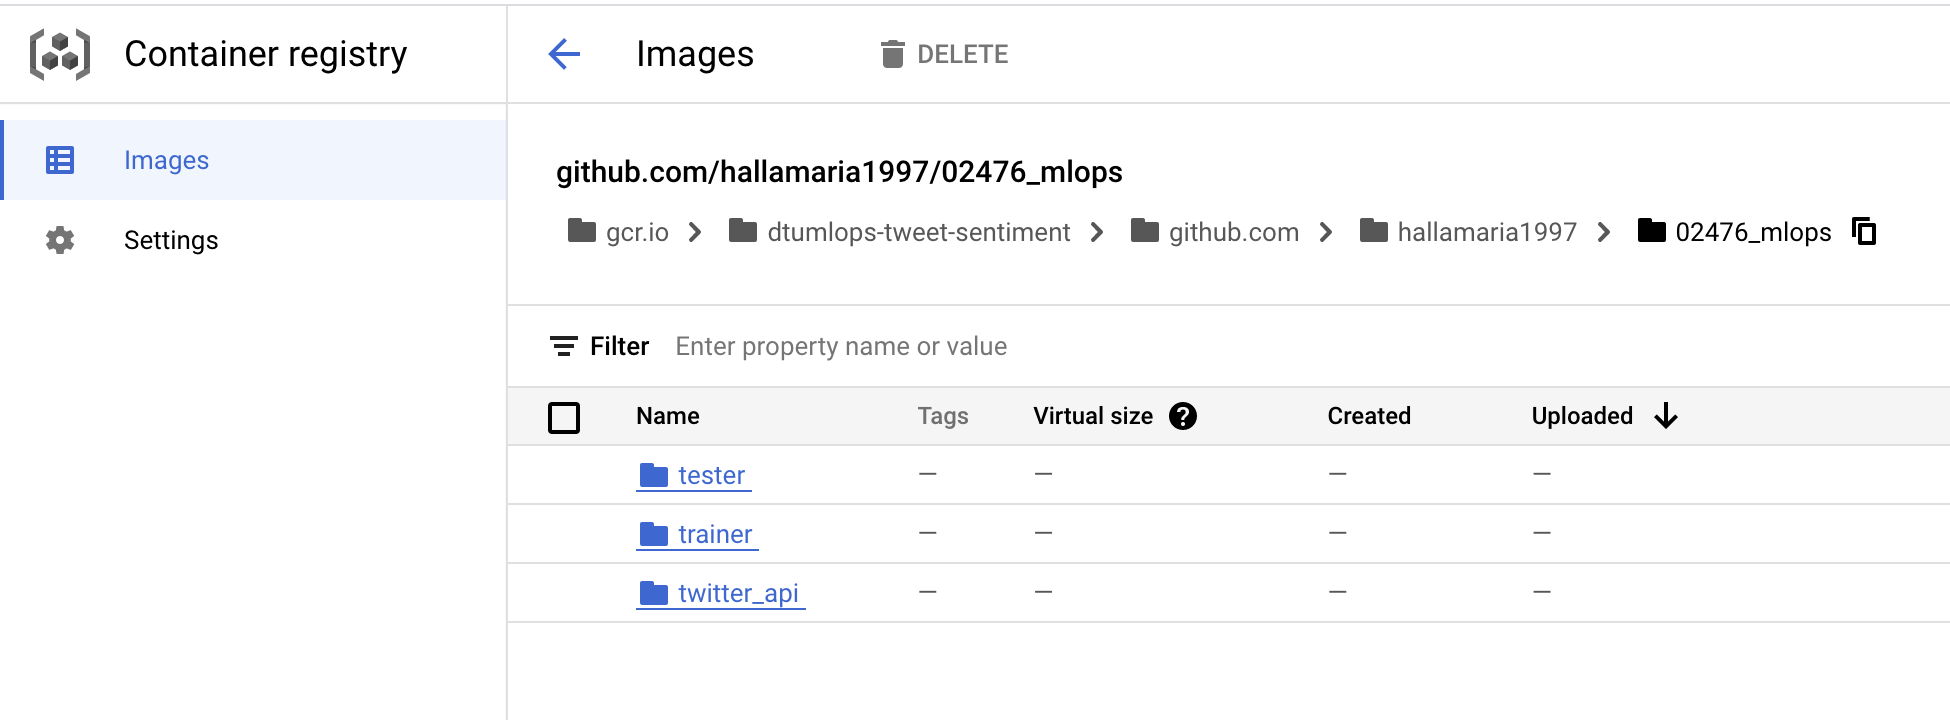 Container registry
Images
DELETE
Images
Settings
github.com/hallamaria1997/02476_mlops
gcr.io > dtumlops-tweet-sentiment > github.com > hallamaria1997 > 02476_mlops
Filter Enter property name or value
Name Tags Virtual size ? Created Uploaded ↓
tester — — — —
trainer — — — —
twitter_api — — — —